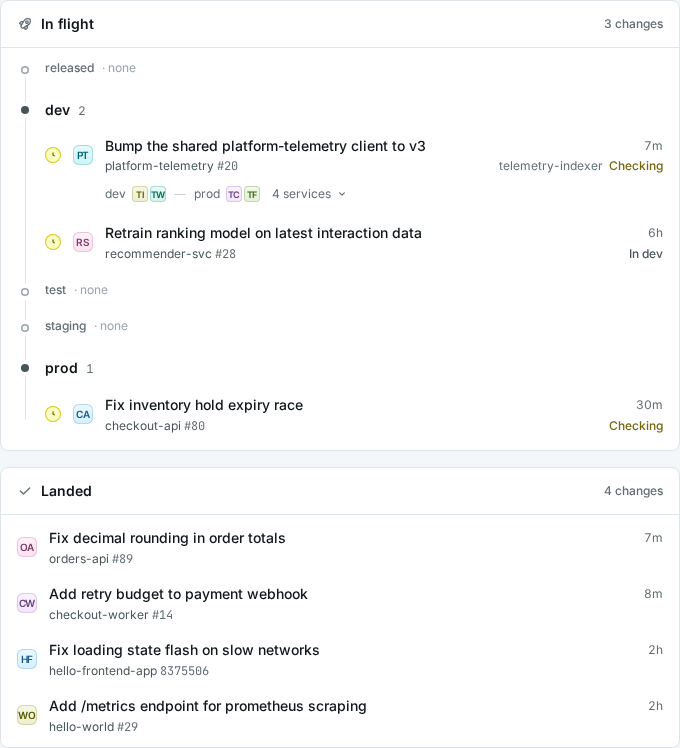 In flight 3 changes
released · none
dev 2
PT Bump the shared platform-telemetry client to v3 7m
platform-telemetry #20 telemetry-indexer Checking
dev TI TW — prod TC TF 4 services
RS Retrain ranking model on latest interaction data 6h
recommender-svc #28 In dev
test · none
staging · none
prod 1
CA Fix inventory hold expiry race 30m
checkout-api #80 Checking
Landed 4 changes
OA Fix decimal rounding in order totals 7m
orders-api #89
CW Add retry budget to payment webhook 8m
checkout-worker #14
HF Fix loading state flash on slow networks 2h
hello-frontend-app 8375506
WO Add /metrics endpoint for prometheus scraping 2h
hello-world #29